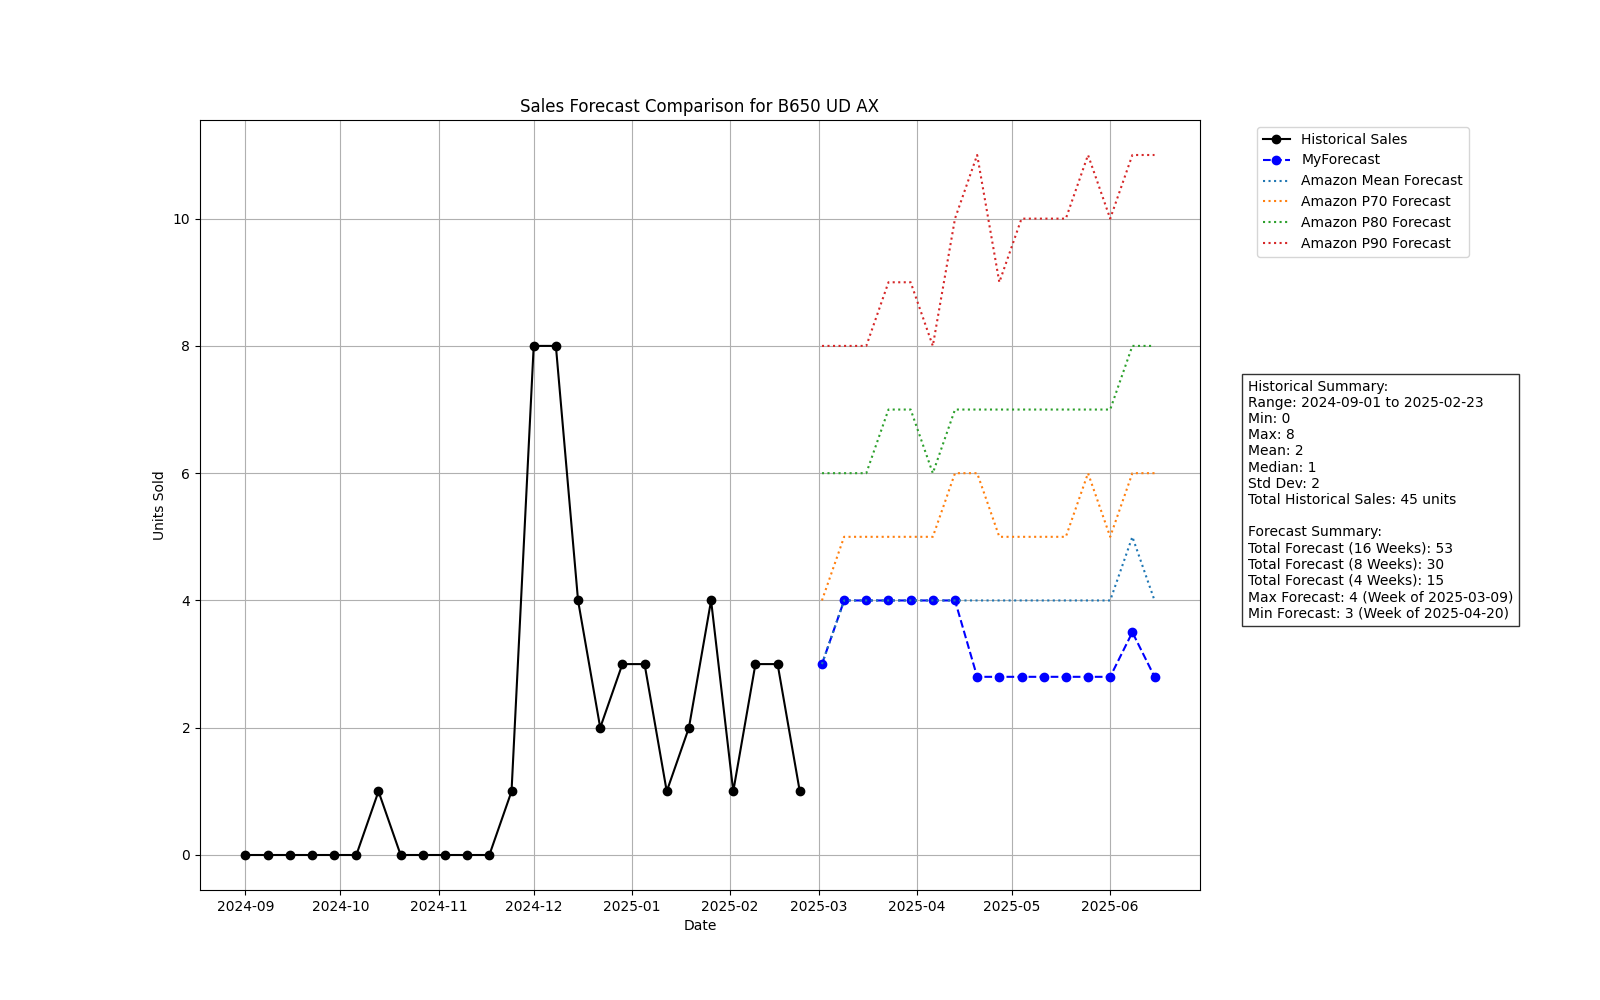 Sales Forecast Comparison for B650 UD AX
Units Sold
10
8
6
4
2
0
2024-09
2024-10
2024-11
2024-12
2025-01
2025-02
2025-03
2025-04
2025-05
2025-06
Date
Historical Sales
MyForecast
Amazon Mean Forecast
Amazon P70 Forecast
Amazon P80 Forecast
Amazon P90 Forecast
Historical Summary:
Range: 2024-09-01 to 2025-02-23
Min: 0
Max: 8
Mean: 2
Median: 1
Std Dev: 2
Total Historical Sales: 45 units
Forecast Summary:
Total Forecast (16 Weeks): 53
Total Forecast (8 Weeks): 30
Total Forecast (4 Weeks): 15
Max Forecast: 4 (Week of 2025-03-09)
Min Forecast: 3 (Week of 2025-04-20)